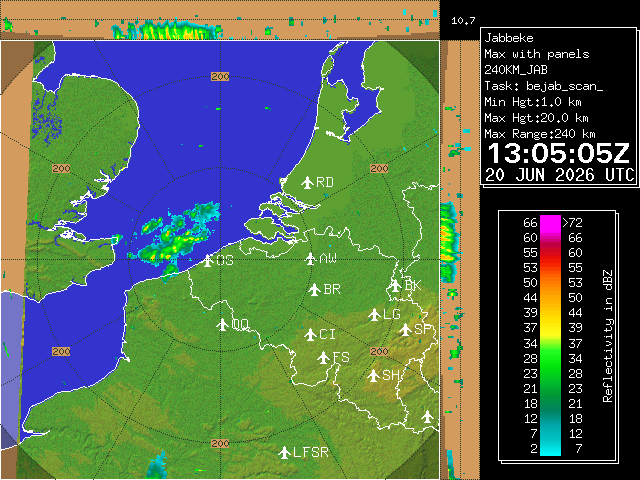 10.7
Jabbeke
Max with panels
240KM_JAB
Task: bejab_scan_
Min Hgt:1.0 km
Max Hgt:20.0 km
Max Range:240 km
13:05:05Z
20 JUN 2026 UTC
200
200
200
RD
OS
AW
BR
BK
LG
SP
QQ
CI
FS
SH
200
200
200
LFSR
66 >72
60 66
55 60
53 55
50 53
44 50
39 44
37 39
34 37
28 34
23 28
21 23
18 21
12 18
7 12
2 7
Reflectivity in dBZ